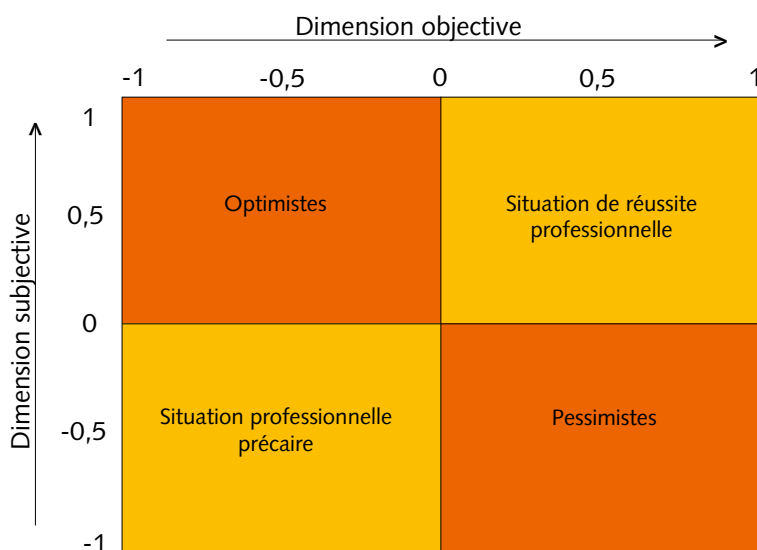 Dimension objective
-1 -0,5 0 0,5 1
1
Optimistes
Situation de réussite
professionnelle
0,5
Dimension subjective
0
Situation professionnelle
précaire
Pessimistes
-0,5
-1